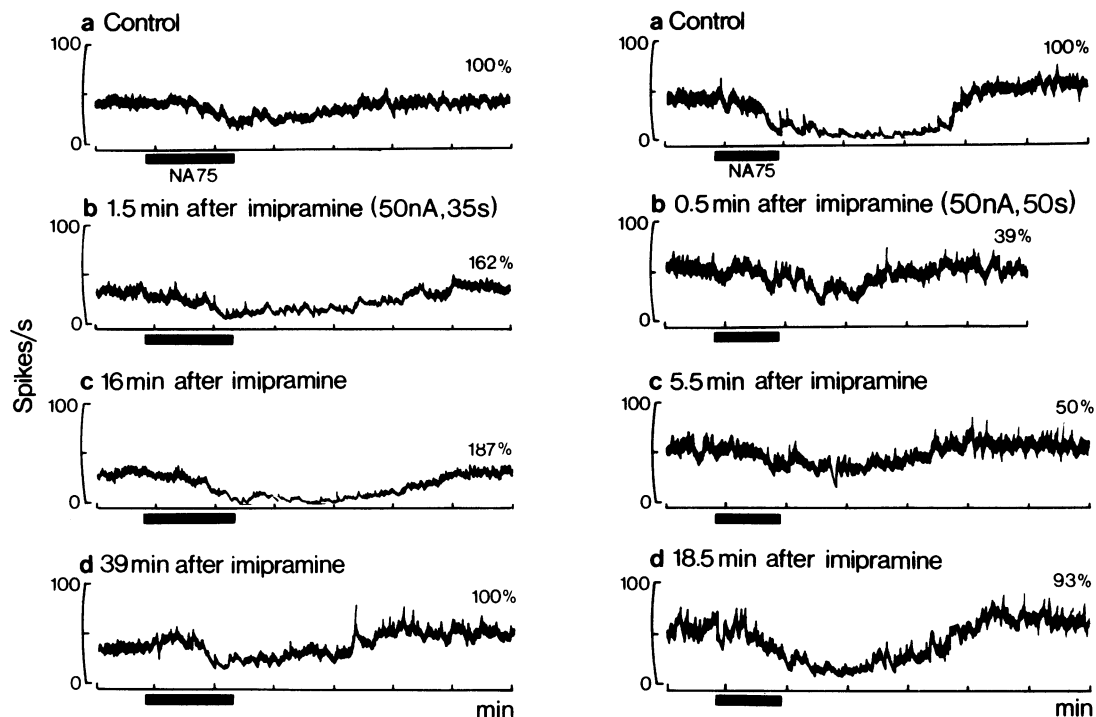 a Control
100
100%
0
NA75
b 1.5 min after imipramine (50nA, 35s)
100
162%
0
Spikes/s
c 16 min after imipramine
100
187%
0
d 39 min after imipramine
100
100%
0
min
a Control
100
100%
0
NA75
b 0.5 min after imipramine (50nA, 50s)
100
39%
0
c 5.5 min after imipramine
100
50%
0
d 18.5 min after imipramine
100
93%
0
min